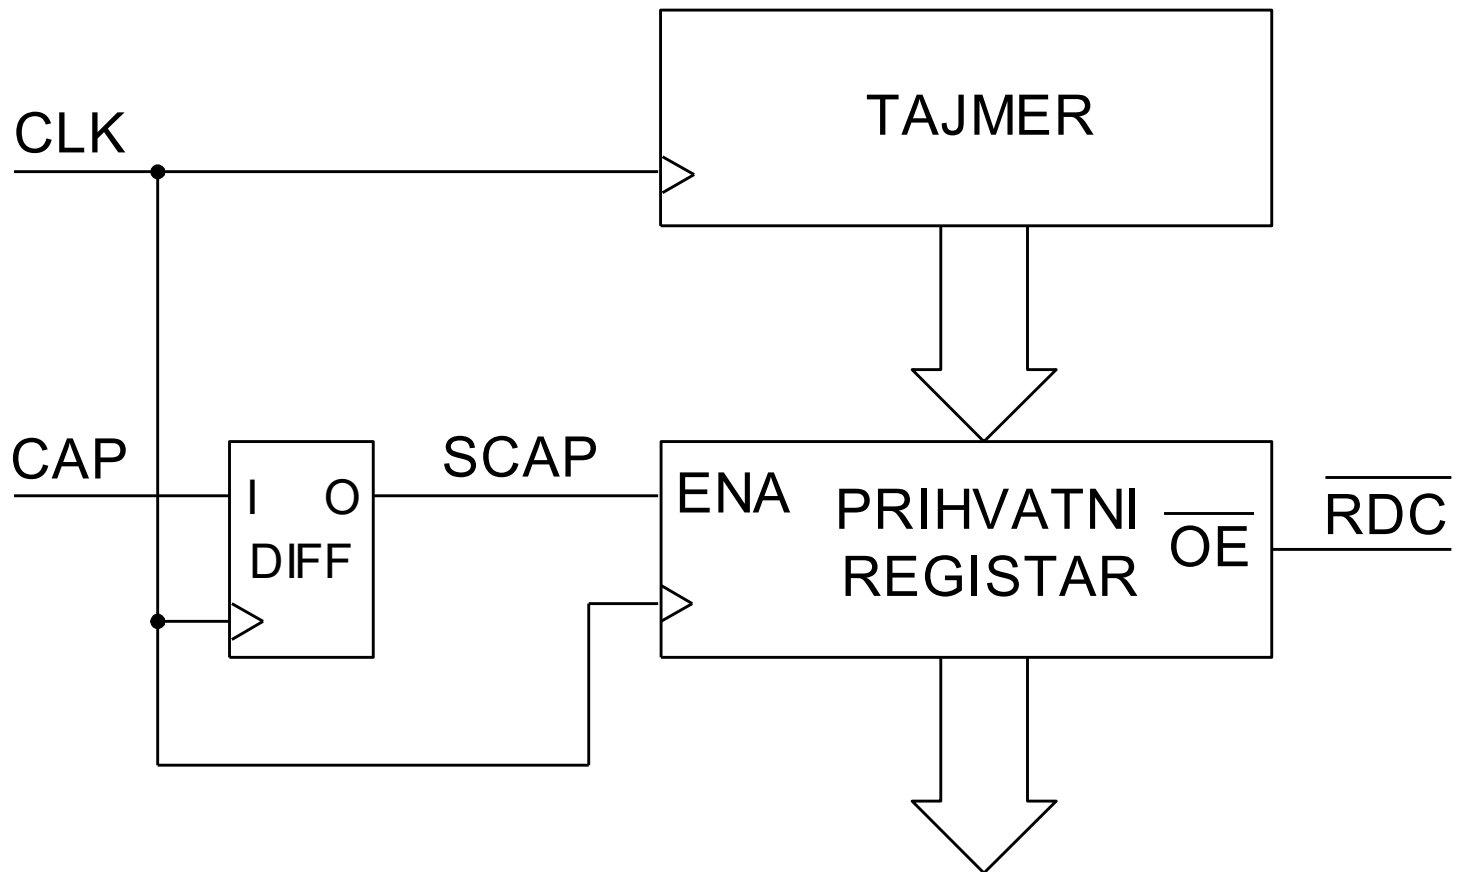 TAJMER
CLK
CAP
I O
DIFF
SCAP
ENA
PRIHVATNI
REGISTAR
OE
RDC